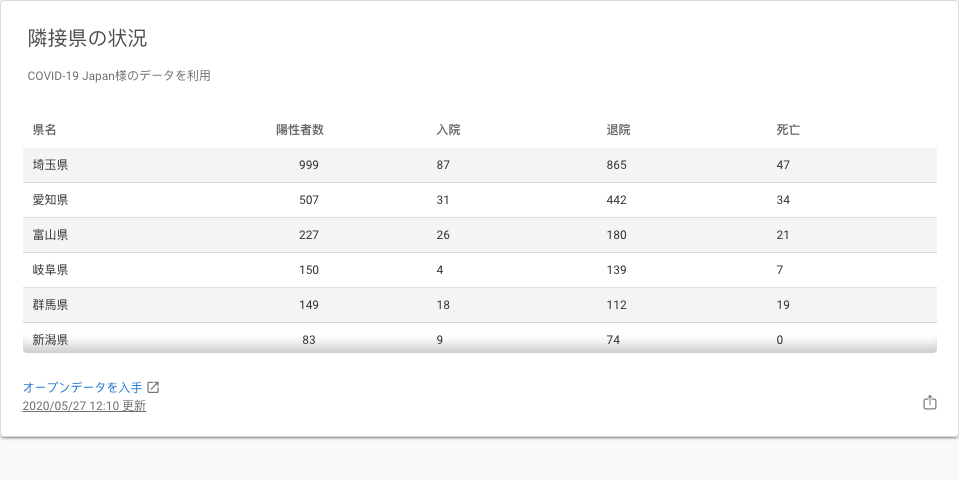 隣接県の状況
COVID-19 Japan様のデータを利用
県名 陽性者数 入院 退院 死亡
埼玉県 999 87 865 47
愛知県 507 31 442 34
富山県 227 26 180 21
岐阜県 150 4 139 7
群馬県 149 18 112 19
新潟県 83 9 74 0
オープンデータを入手
2020/05/27 12:10 更新